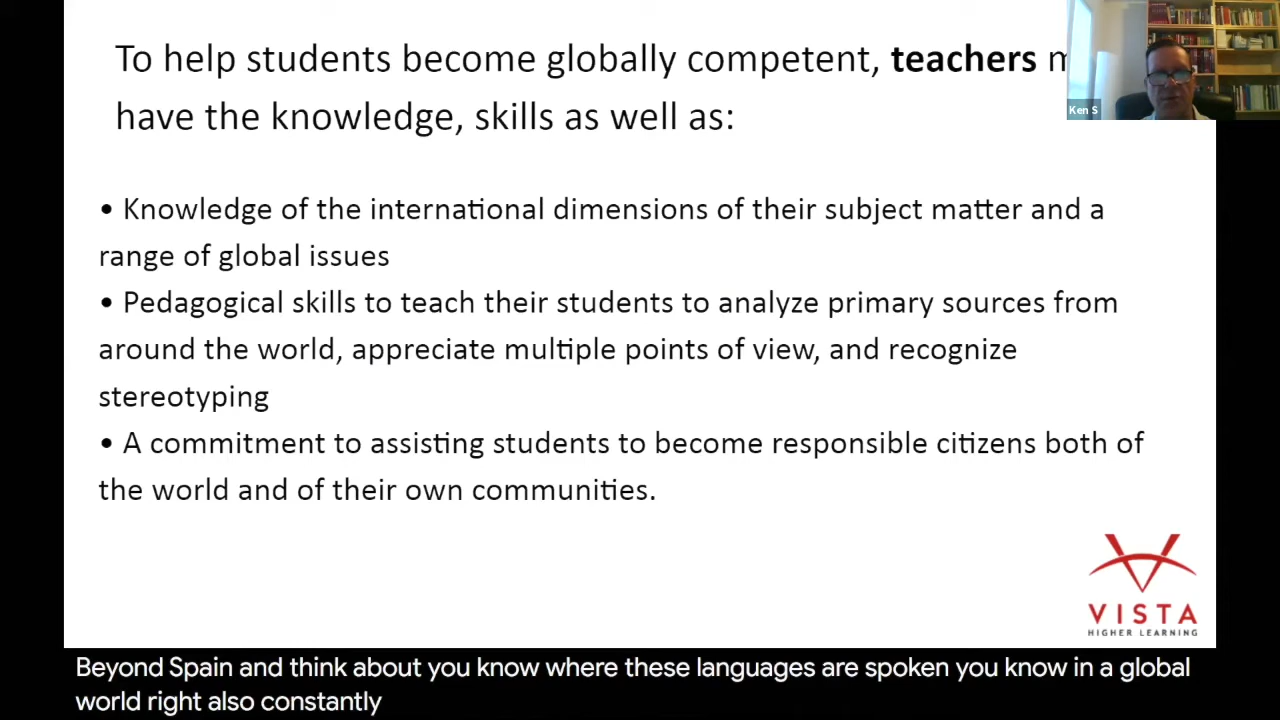 To help students become globally competent, teachers
have the knowledge, skills as well as:
Ken S
• Knowledge of the international dimensions of their subject matter and a
range of global issues
• Pedagogical skills to teach their students to analyze primary sources from
around the world, appreciate multiple points of view, and recognize
stereotyping
• A commitment to assisting students to become responsible citizens both of
the world and of their own communities.
VISTA
HIGHER LEARNING
Beyond Spain and think about you know where these languages are spoken you know in a global
world right also constantly